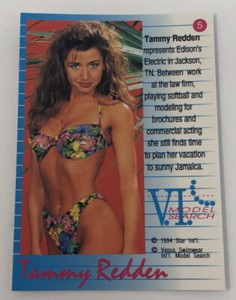 5
Tammy Redden
represents Edison's
Electric in Jackson,
TN. Between work
at the law firm,
playing softball and
modeling for
brochures and
commercial acting
she still finds time
to plan her vacation
to sunny Jamaica.
V.I.
MODEL
SEARCH
© 1994 Star Int'l.
© Venus Swimwear
Int'l. Model Search
Tammy Redden